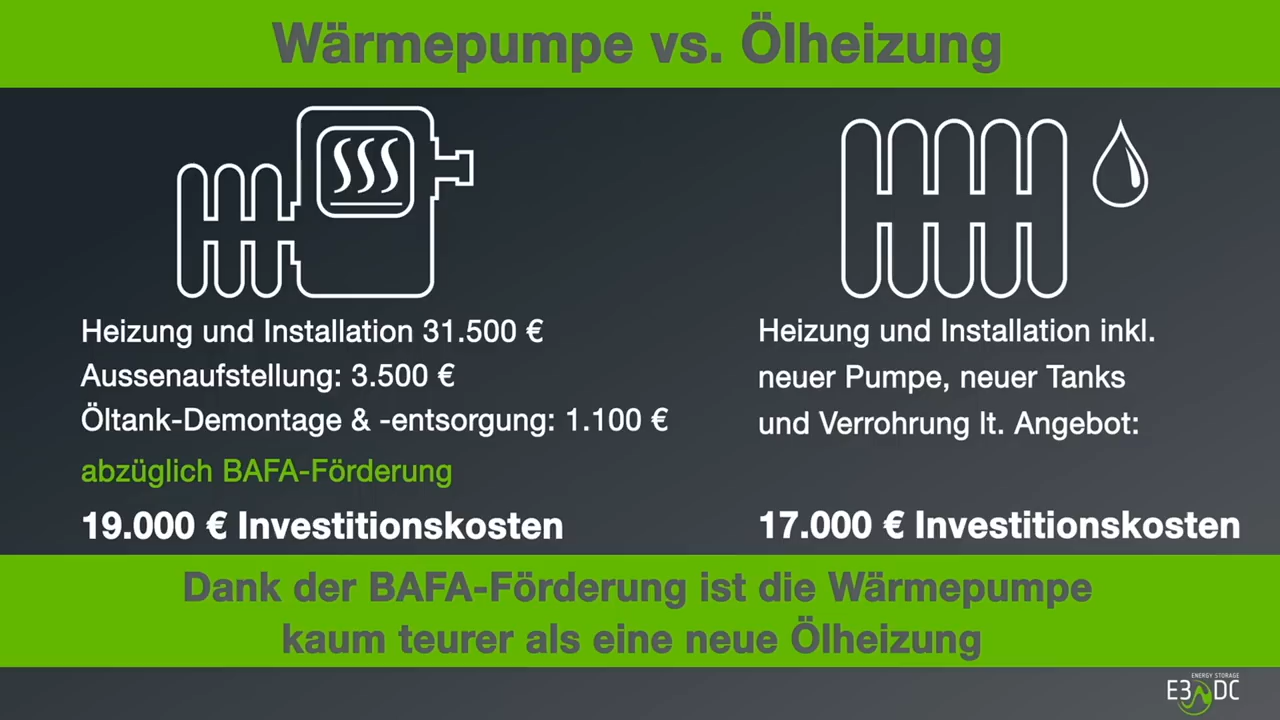 Wärmepumpe vs. Ölheizung
Heizung und Installation 31.500 €
Aussenaufstellung: 3.500 €
Öltank-Demontage & -entsorgung: 1.100 €
abzüglich BAFA-Förderung
19.000 € Investitionskosten
Heizung und Installation inkl.
neuer Pumpe, neuer Tanks
und Verrohrung lt. Angebot:
17.000 € Investitionskosten
Dank der BAFA-Förderung ist die Wärmepumpe
kaum teurer als eine neue Ölheizung
ENERGY STORAGE
E3 DC